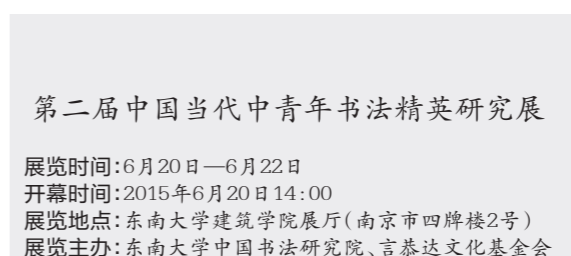 第二届中国当代中青年书法精英研究展
展览时间:6月20日—6月22日
开幕时间:2015年6月20日14:00
展览地点:东南大学建筑学院展厅(南京市四牌楼2号)
展览主办:东南大学中国书法研究院、言恭达文化基金会